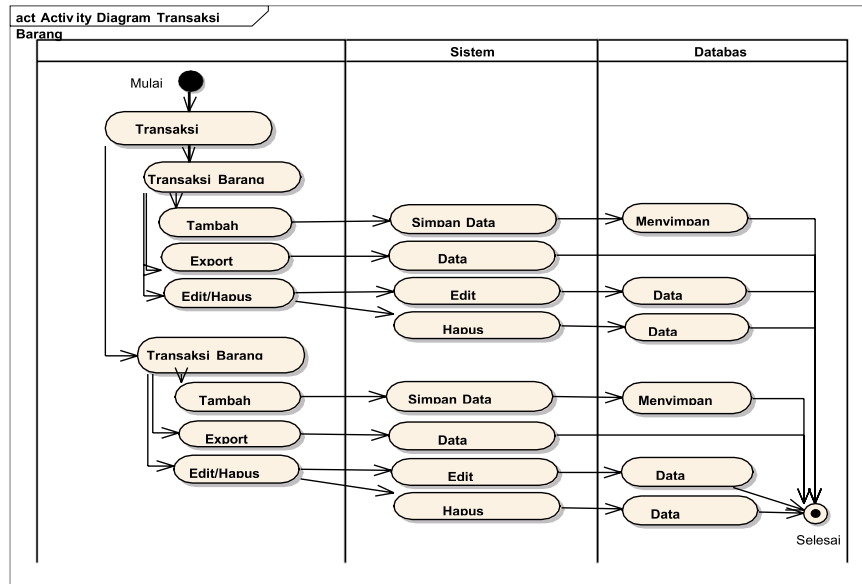 act Activity Diagram Transaksi
Barang
Sistem
Databas
Mulai
Transaksi
Transaksi Barang
Tambah
Simpan Data
Menyimpan
Export
Data
Edit/Hapus
Edit
Data
Hapus
Data
Transaksi Barang
Tambah
Simpan Data
Menyimpan
Export
Data
Edit/Hapus
Edit
Data
Hapus
Data
Selesai